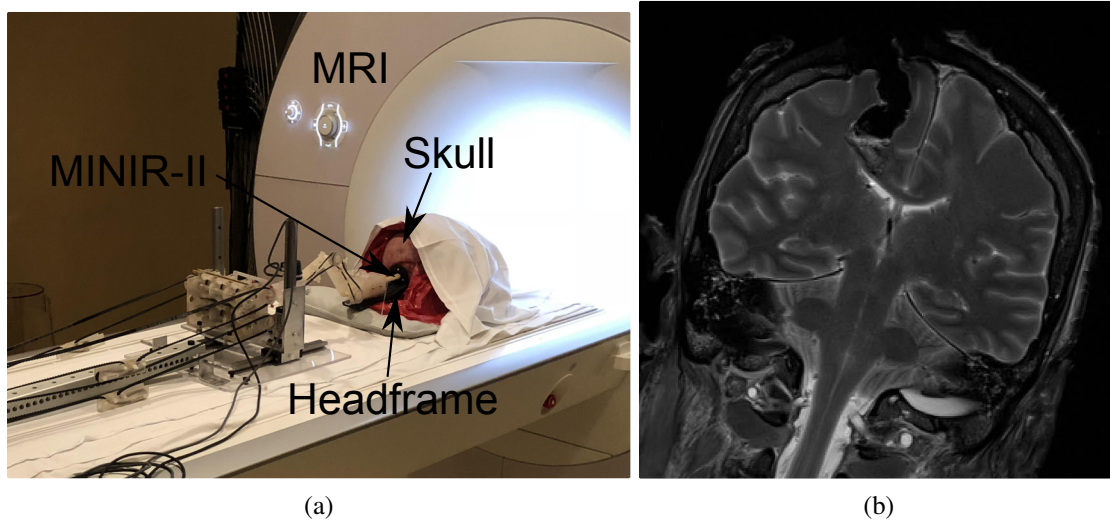 MRI
Skull
MINIR-II
Headframe
(a)
(b)